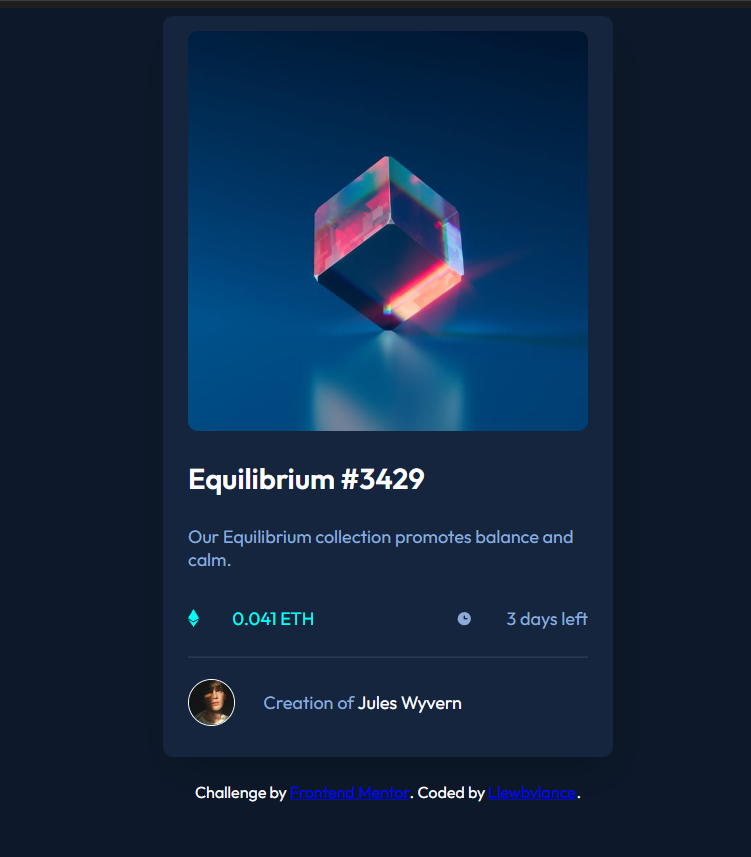 Equilibrium #3429
Our Equilibrium collection promotes balance and
calm.
0.041 ETH
3 days left
Creation of Jules Wyvern
Challenge by Frontend Mentor. Coded by Llewbvlance.